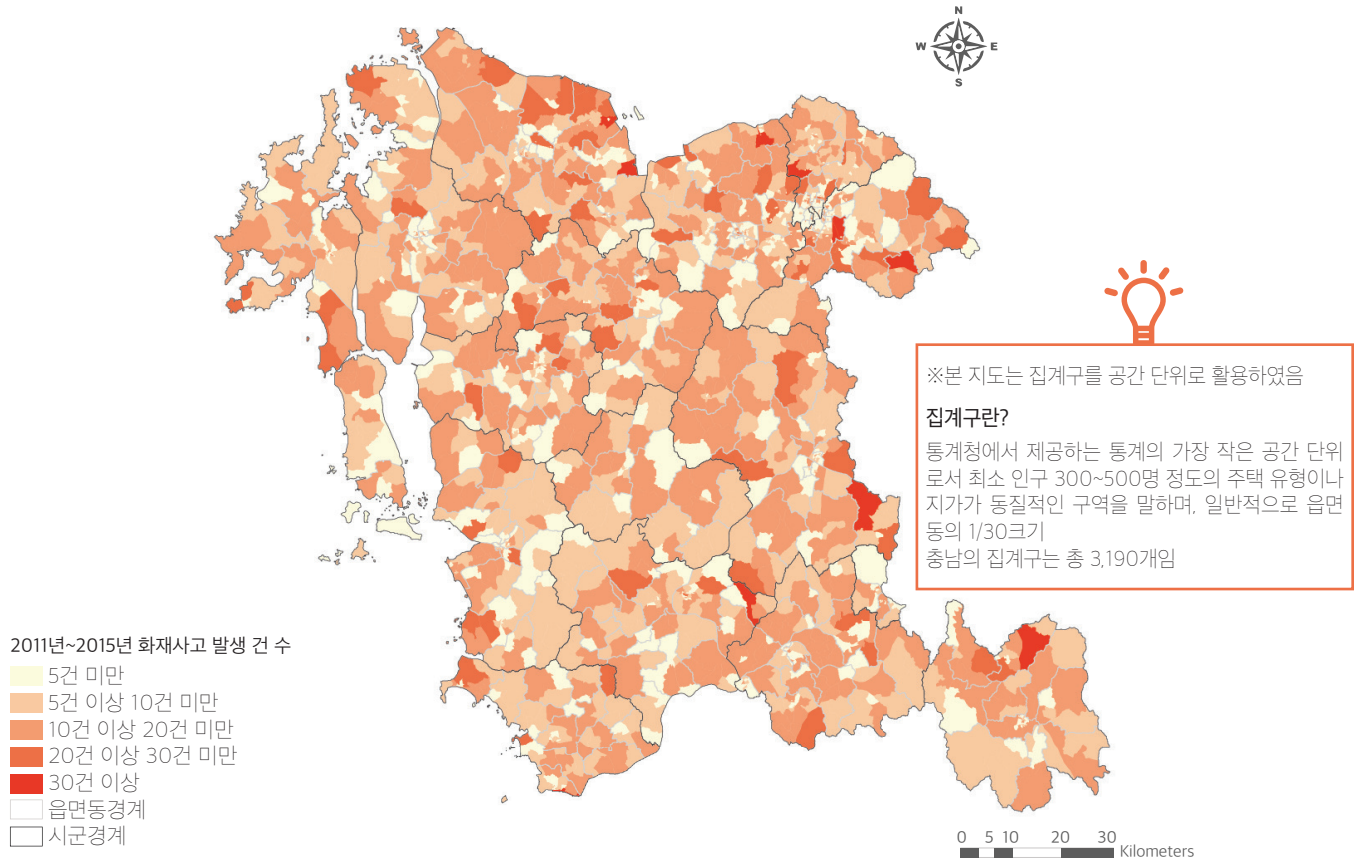 N
W E
S
※본 지도는 집계구를 공간 단위로 활용하였음
집계구란?
통계청에서 제공하는 통계의 가장 작은 공간 단위
로서 최소 인구 300~500명 정도의 주택 유형이나
지가가 동질적인 구역을 말하며, 일반적으로 읍면
동의 1/30크기
충남의 집계구는 총 3,190개임
2011년~2015년 화재사고 발생 건 수
5건 미만
5건 이상 10건 미만
10건 이상 20건 미만
20건 이상 30건 미만
30건 이상
읍면동경계
시군경계
0 5 10 20 30
Kilometers